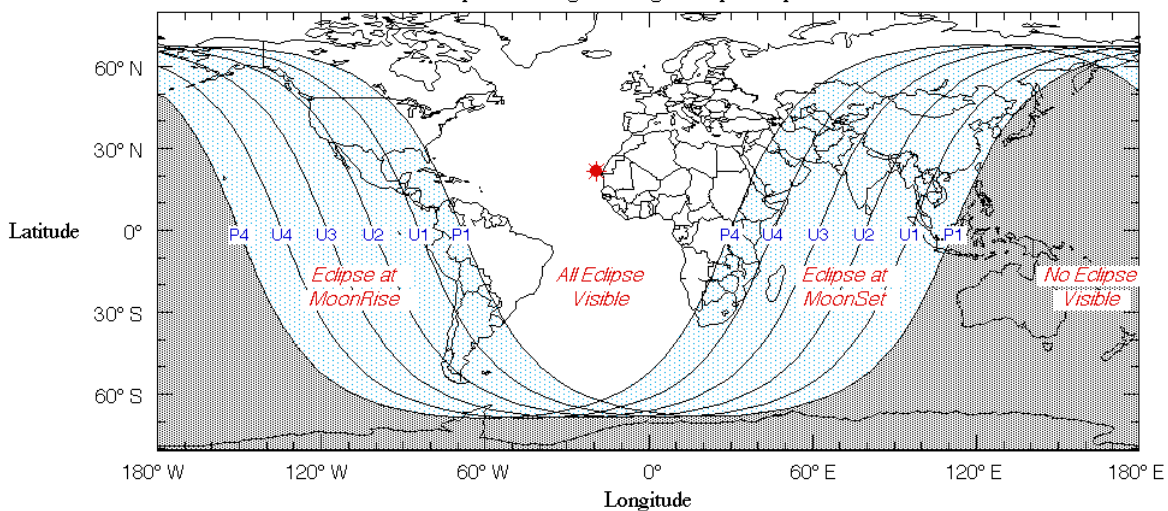 60° N
30° N
Latitude
0°
30° S
60° S
P4 U4 U3 U2 U1 P1
P4 U4 U3 U2 U1 P1
Eclipse at
MoonRise
All Eclipse
Visible
Eclipse at
MoonSet
No Eclipse
Visible
180° W
120° W
60° W
0°
60° E
120° E
180° E
Longitude